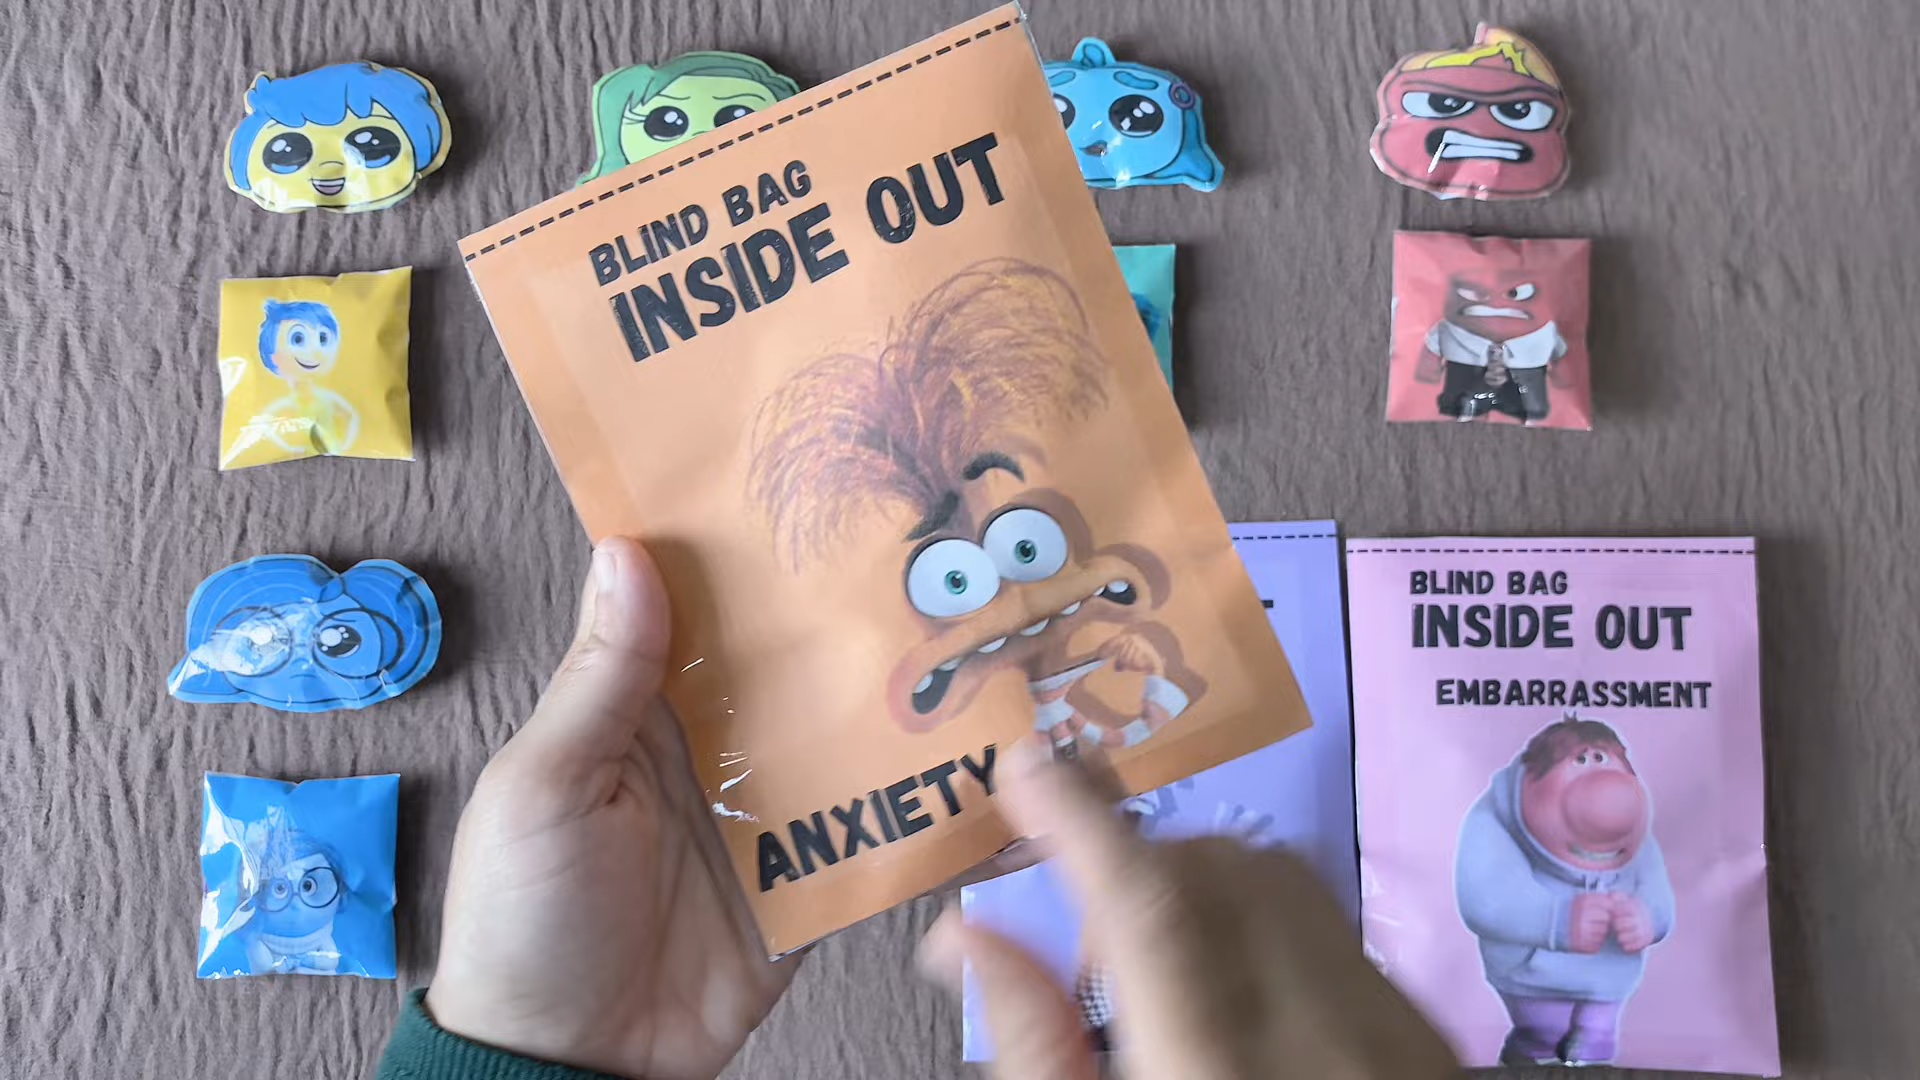 BLIND BAG
INSIDE OUT
ANXIETY
BLIND BAG
INSIDE OUT
EMBARRASSMENT